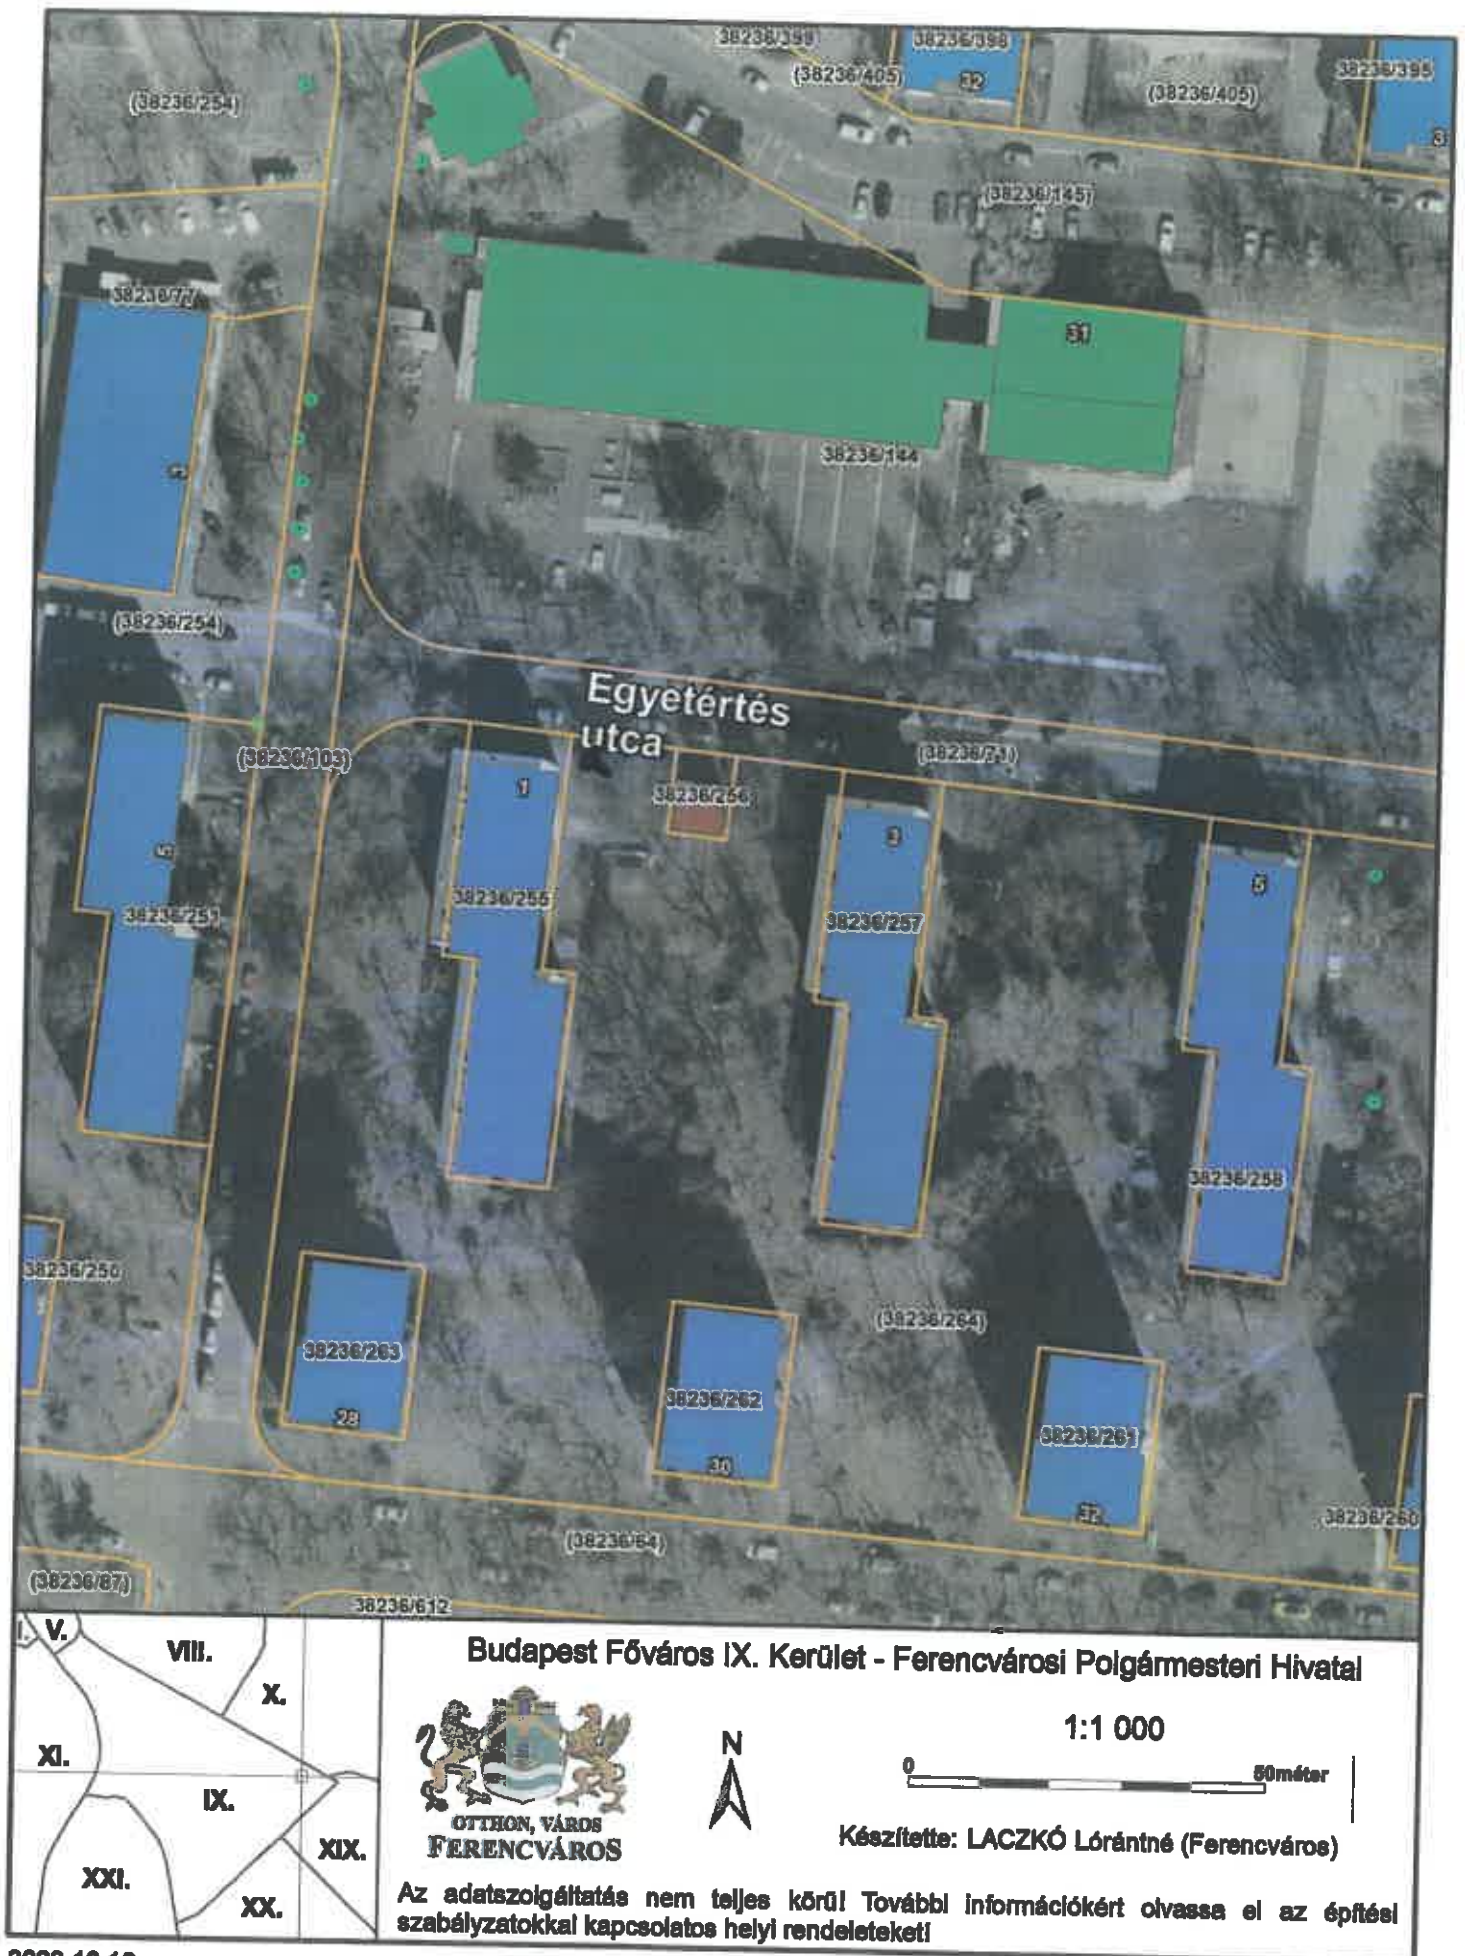 38236/399
38236/398
(38236/405)
32
38236/395
(38236/254)
(38236/405)
3
(38236/145)
38236/77
31
3
38236/144
(38236/254)
Egyetértés
utca
(38236/103)
(38236/71)
1
38236/256
3
5
5
38236/255
38236/257
38236/258
38236/250
(38236/264)
38236/263
28
38236/262
30
38236/261
32
38236/260
(38236/64)
(38236/87)
38236/612
I.
V.
VIII.
X.
XI.
IX.
XIX.
XXI.
XX.
Budapest Főváros IX. Kerület - Ferencvárosi Polgármesteri Hivatal
1:1 000
N
0
50méter
OTTHON, VÁROS
FERENCVÁROS
Készítette: LACZKÓ Lórántné (Ferencváros)
Az adatszolgáltatás nem teljes körű! További információkért olvassa el az építési
szabályzatokkal kapcsolatos helyi rendeleteket!